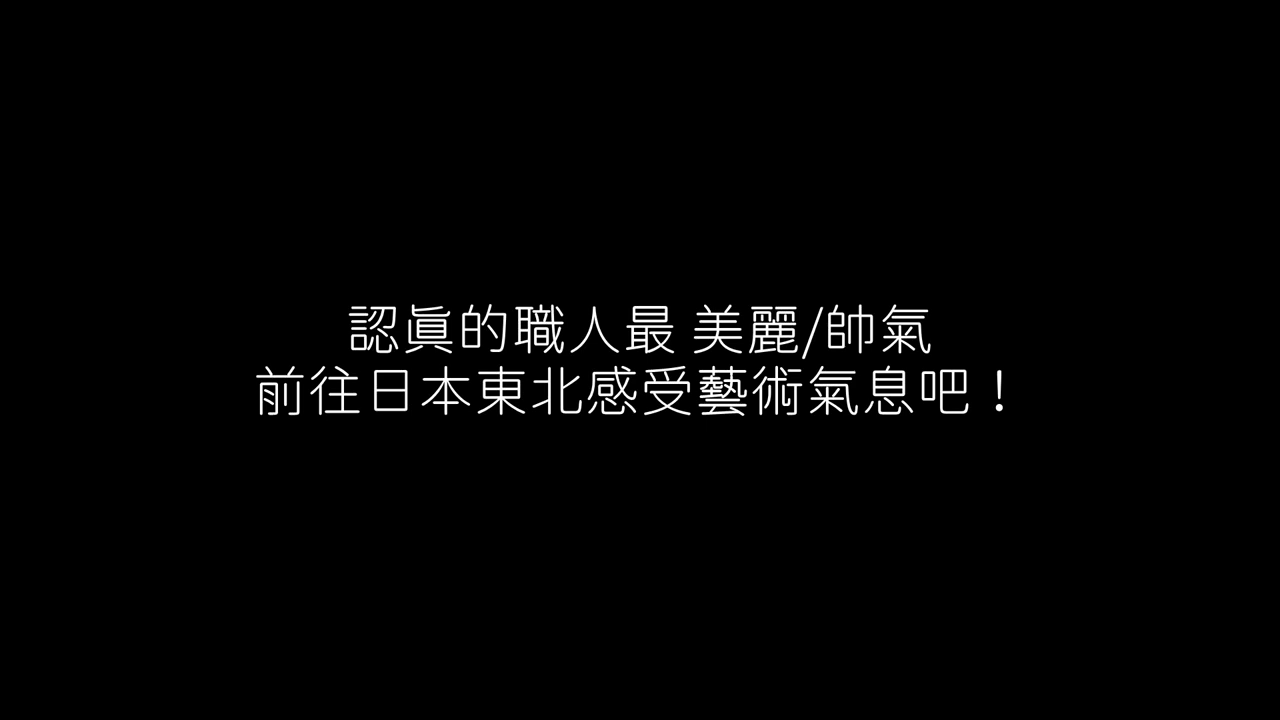 認眞的職人最 美麗/帥氣
前往日本東北感受藝術氣息吧！